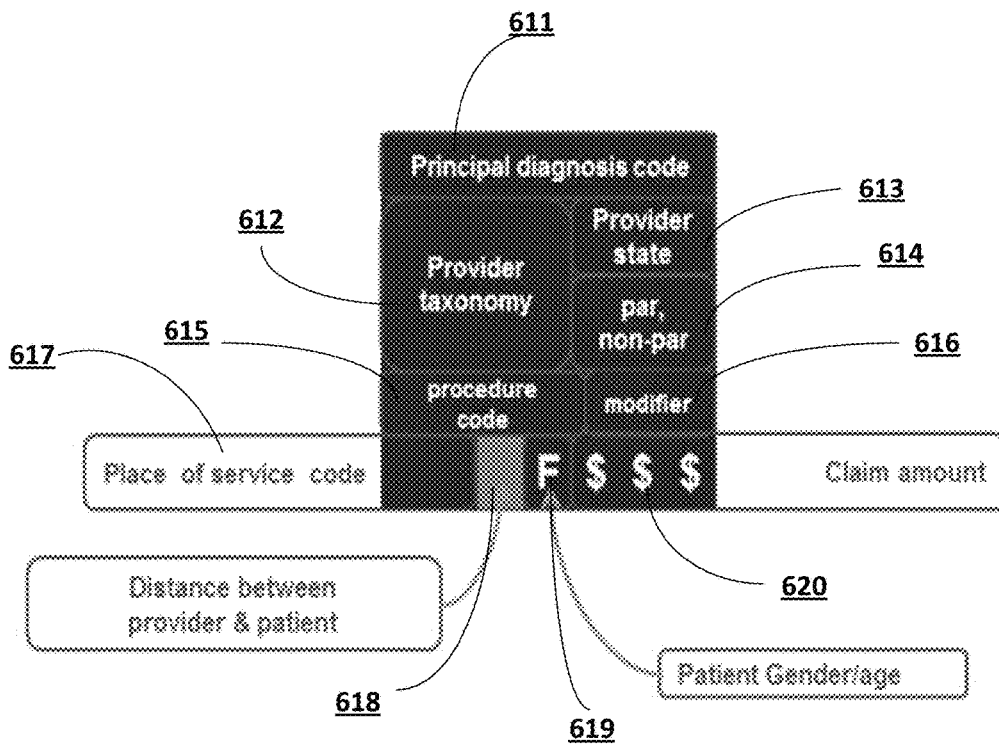 611
Principal diagnosis code
612
Provider
state
613
Provider
taxonomy
614
par,
non-par
615
616
617
procedure
code
modifier
Place of service code
F $ $ $
Claim amount
Distance between
provider & patient
620
Patient Gender/age
618
619